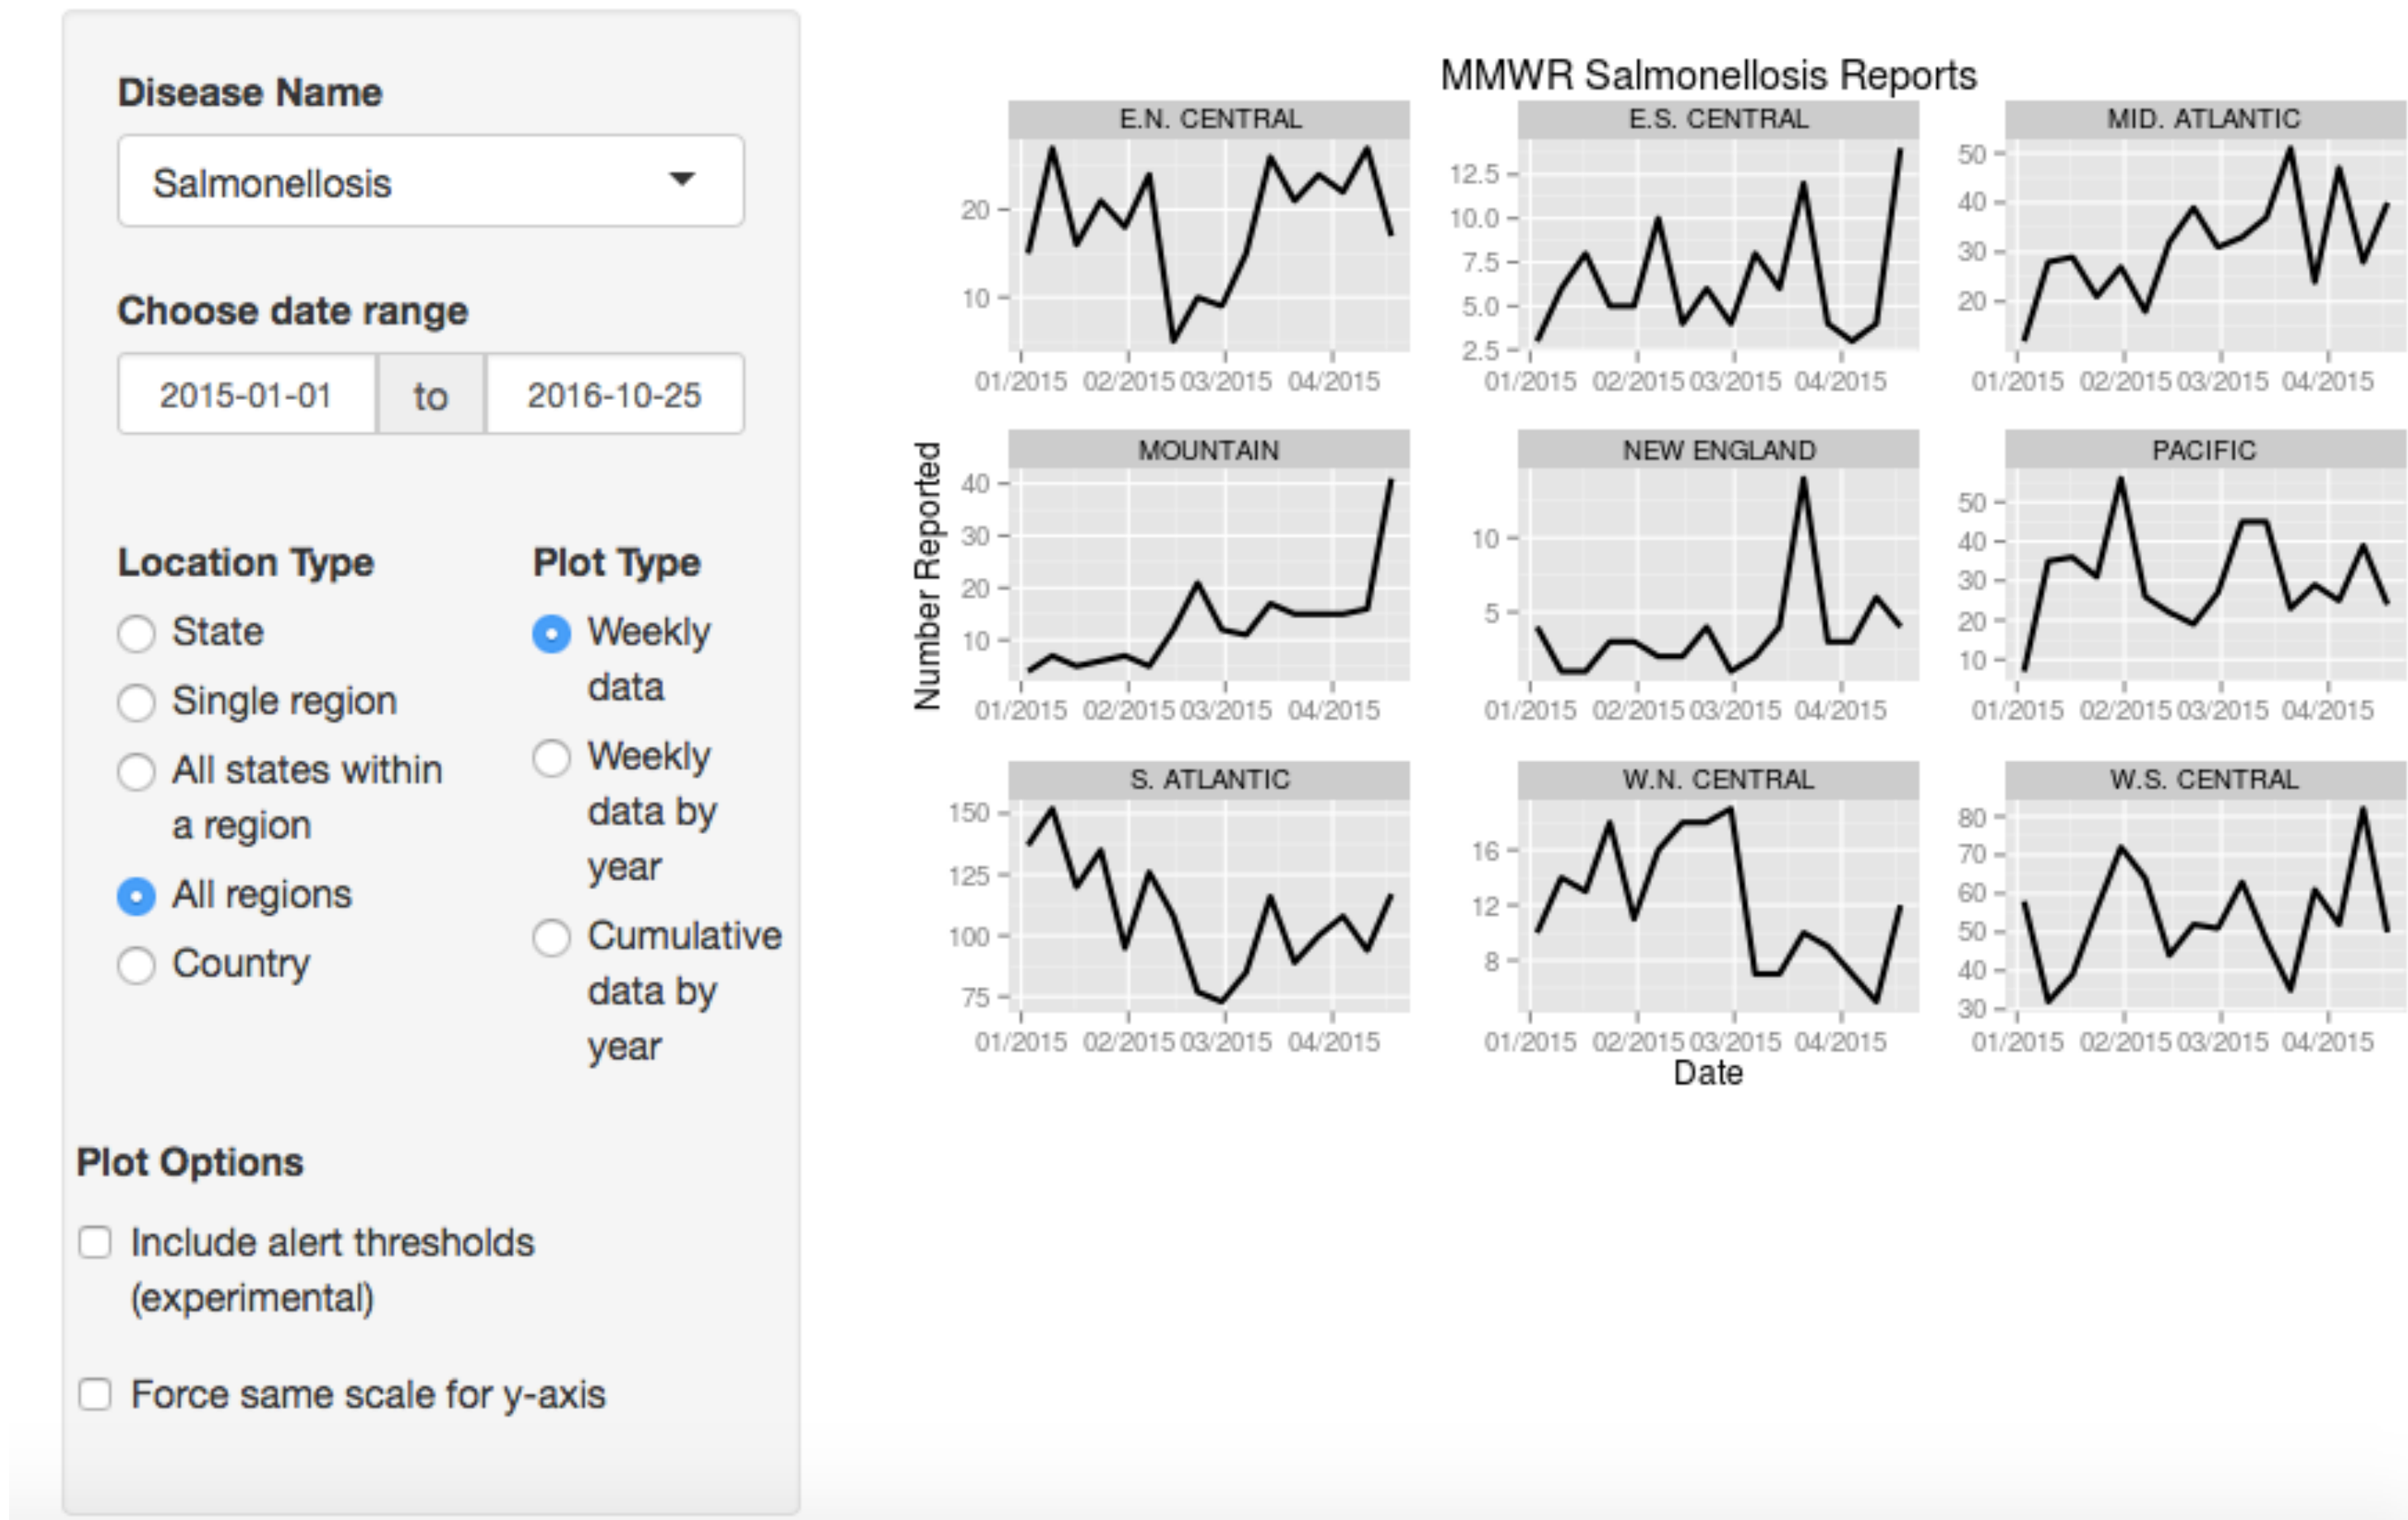 Disease Name
Salmonellosis
Choose date range
2015-01-01 to 2016-10-25
Location Type
State
Single region
All states within
a region
All regions
Country
Plot Type
Weekly
data
Weekly
data by
year
Cumulative
data by
year
Plot Options
Include alert thresholds
(experimental)
Force same scale for y-axis
MMWR Salmonellosis Reports
Number Reported
E.N. CENTRAL
20
10
01/2015 02/2015 03/2015 04/2015
E.S. CENTRAL
12.5
10.0
7.5
5.0
2.5
01/2015 02/2015 03/2015 04/2015
MID. ATLANTIC
50
40
30
20
01/2015 02/2015 03/2015 04/2015
MOUNTAIN
40
30
20
10
01/2015 02/2015 03/2015 04/2015
NEW ENGLAND
10
5
01/2015 02/2015 03/2015 04/2015
PACIFIC
50
40
30
20
10
01/2015 02/2015 03/2015 04/2015
S. ATLANTIC
150
125
100
75
01/2015 02/2015 03/2015 04/2015
W.N. CENTRAL
16
12
8
01/2015 02/2015 03/2015 04/2015
W.S. CENTRAL
80
70
60
50
40
30
01/2015 02/2015 03/2015 04/2015
Date